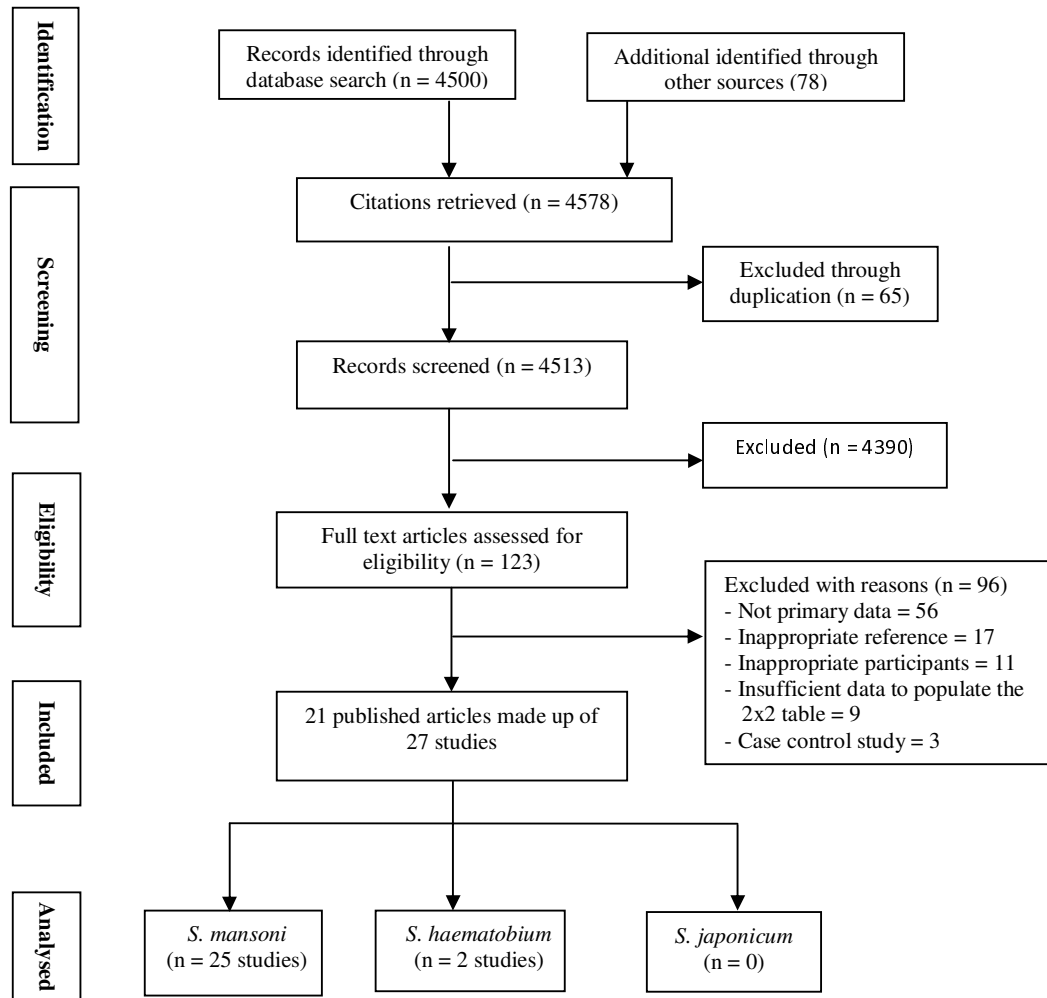 Identification
Records identified through
database search (n = 4500)
Additional identified through
other sources (78)
Screening
Citations retrieved (n = 4578)
Excluded through
duplication (n = 65)
Records screened (n = 4513)
Excluded (n = 4390)
Eligibility
Full text articles assessed for
eligibility (n = 123)
Excluded with reasons (n = 96)
- Not primary data = 56
- Inappropriate reference = 17
- Inappropriate participants = 11
- Insufficient data to populate the
2x2 table = 9
- Case control study = 3
Included
21 published articles made up of
27 studies
Analysed
S. mansoni
(n = 25 studies)
S. haematobium
(n = 2 studies)
S. japonicum
(n = 0)